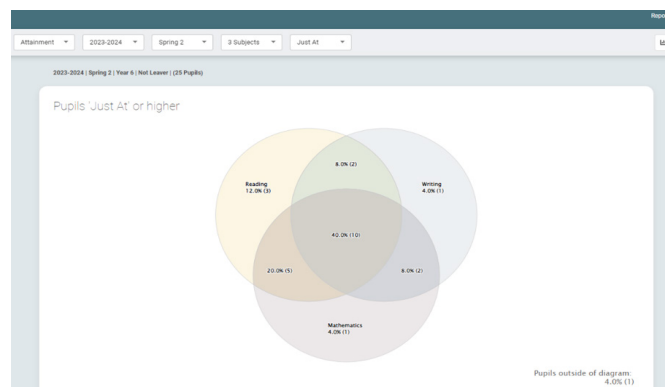 Repo
Attainment
2023-2024
Spring 2
3 Subjects
Just At
2023-2024 | Spring 2 | Year 6 | Not Leaver | (25 Pupils)
Pupils 'Just At' or higher
8.0% (2)
Reading
12.0% (3)
Writing
4.0% (1)
40.0% (10)
20.0% (5)
8.0% (2)
Mathematics
4.0% (1)
Pupils outside of diagram:
4.0% (1)